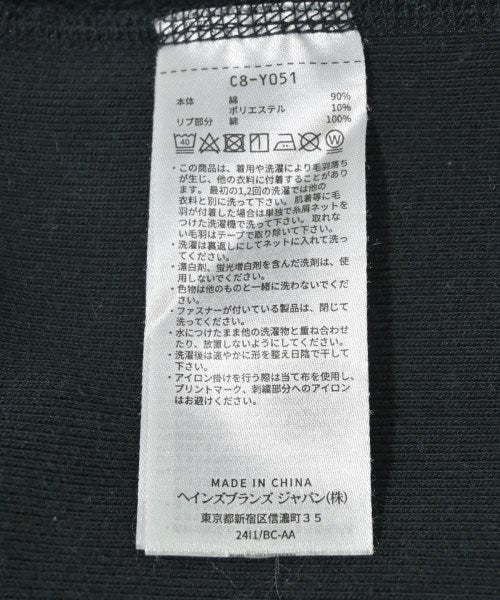 C8-Y051
本体 綿 90%
ポリエステル 10%
リブ部分 綿 100%
40 W
・この商品は、着用や洗濯により毛羽落ち
が生じ、他の衣料に付着することがあり
ます。最初の1,2回の洗濯では他の
衣料と別に洗って下さい。肌着等に毛
羽が付着した場合は単独で糸屑ネットを
つけた洗濯機で洗って下さい。取れな
い毛羽はテープで取り除いて下さい。
・洗濯は裏返しにしてネットに入れて洗っ
てください。
・漂白剤、蛍光増白剤を含んだ洗剤は、使
用しないでください。
・色物は他のものと一緒に洗わないでくだ
さい。
・ファスナーが付いている製品は、閉じて
洗ってください。
・水につけたまま他の洗濯物と重ね合わせ
たり、放置しないようにしてください。
・洗濯後は速やかに形を整え日陰で干して
下さい。
・アイロン掛けを行う際は当て布を使用し、
プリントマーク、刺繍部分へのアイロン
はお避けください。
MADE IN CHINA
ヘインズブランズ ジャパン(株)
東京都新宿区信濃町35
24I1/BC-AA